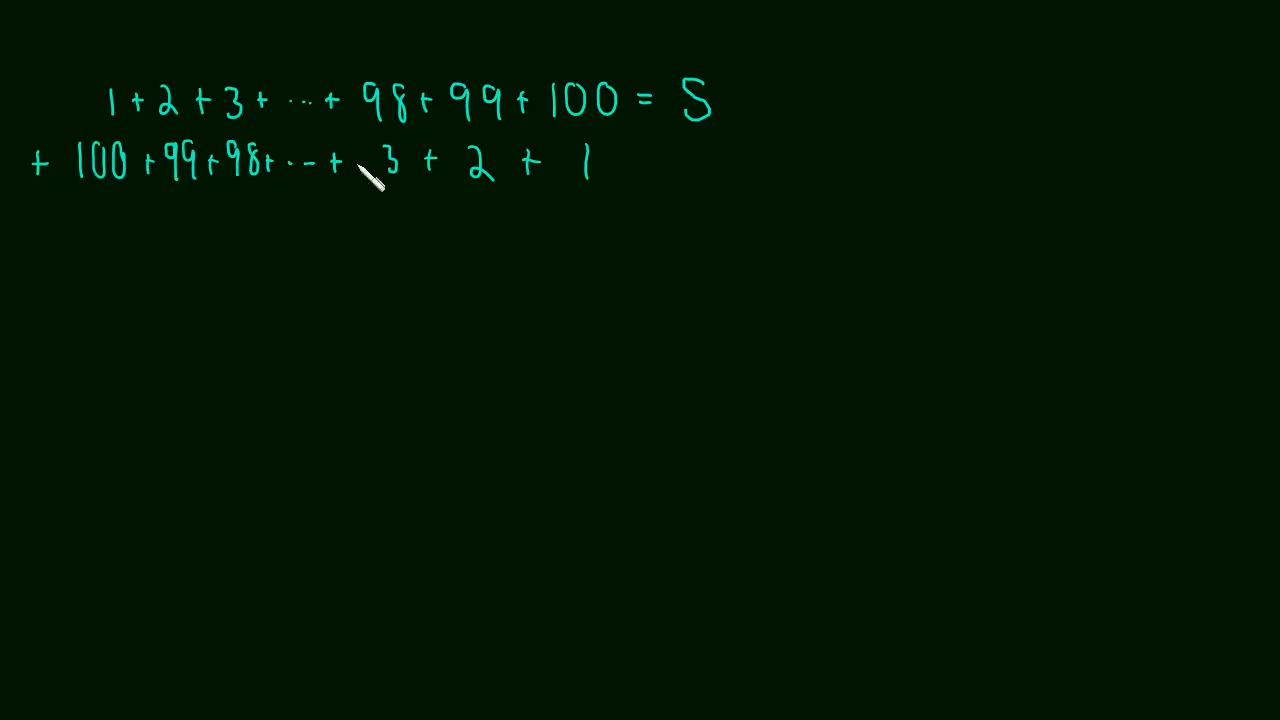 1 + 2 + 3 + ... + 98 + 99 + 100 = S
+ 100 + 99 + 98 + ... + 3 + 2 + 1